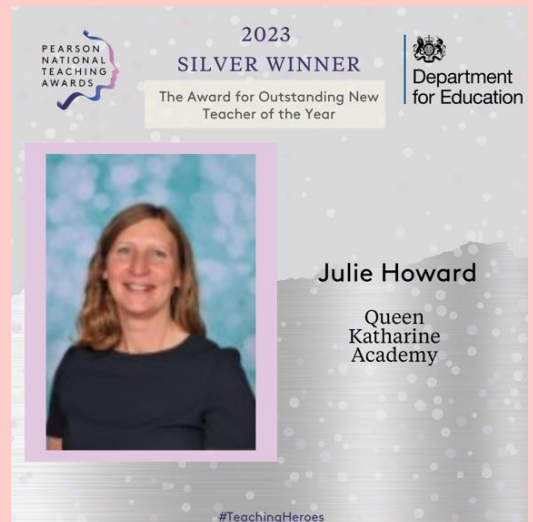 PEARSON
NATIONAL
TEACHING
AWARDS
2023
SILVER WINNER
The Award for Outstanding New
Teacher of the Year
Department
for Education
Julie Howard
Queen
Katharine
Academy
#TeachingHeroes